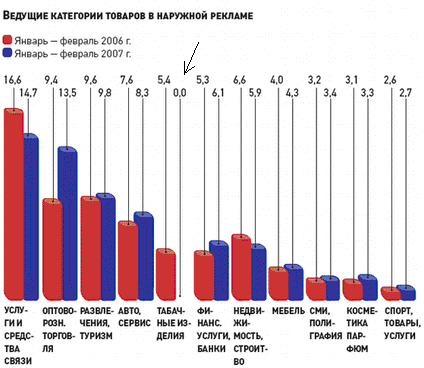 ВЕДУЩИЕ КАТЕГОРИИ ТОВАРОВ В НАРУЖНОЙ РЕКЛАМЕ
Январь — февраль 2006 г.
Январь — февраль 2007 г.
16,6 9,4 9,6 7,6 5,4 5,3 6,6 4,0 3,2 3,1 2,6
14,7 13,5 9,8 8,3 0,0 6,1 5,9 4,3 3,4 3,3 2,7
УСЛУ-
ГИ И
СРЕДС-
ТВА
СВЯЗИ
ОПТОВО-
РОЗН.
ТОРГОВ-
ЛЯ
РАЗВЛЕ-
ЧЕНИЯ,
ТУРИЗМ
АВТО,
СЕРВИС
ТАБАЧ-
НЫЕ ИЗ-
ДЕЛИЯ
ФИ-
НАНС.
УСЛУГИ,
БАНКИ
НЕДВИ-
ЖИ-
МОСТЬ,
СТРОИТ-
ВО
МЕБЕЛЬ
СМИ,
ПОЛИ-
ГРАФИЯ
КОСМЕ-
ТИКА
ПАР-
ФЮМ
СПОРТ,
ТОВАРЫ,
УСЛУГИ